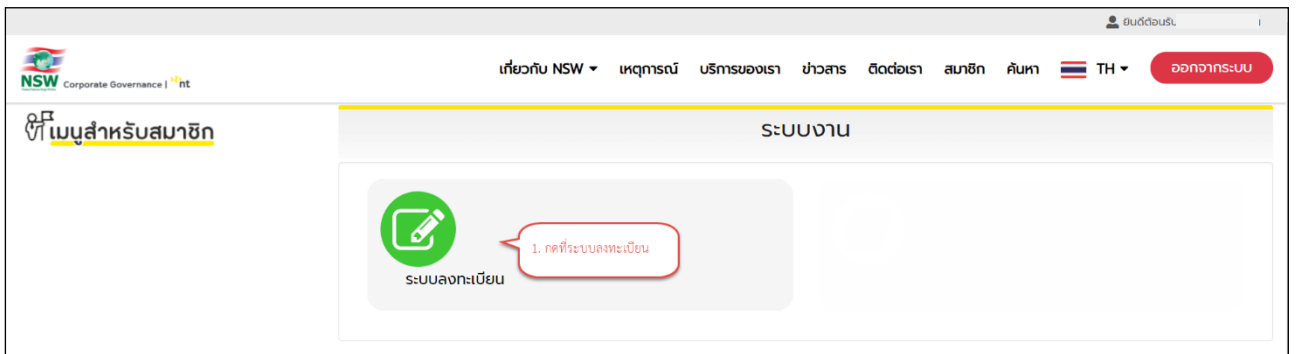 ยินดีต้อนรับ
NSW Corporate Governance | nt
เกี่ยวกับ NSW เหตุการณ์ บริการของเรา ข่าวสาร ติดต่อเรา สมาชิก ค้นหา TH ออกจากระบบ
เมนูสำหรับสมาชิก
ระบบงาน
1. กดที่ระบบลงทะเบียน
ระบบลงทะเบียน